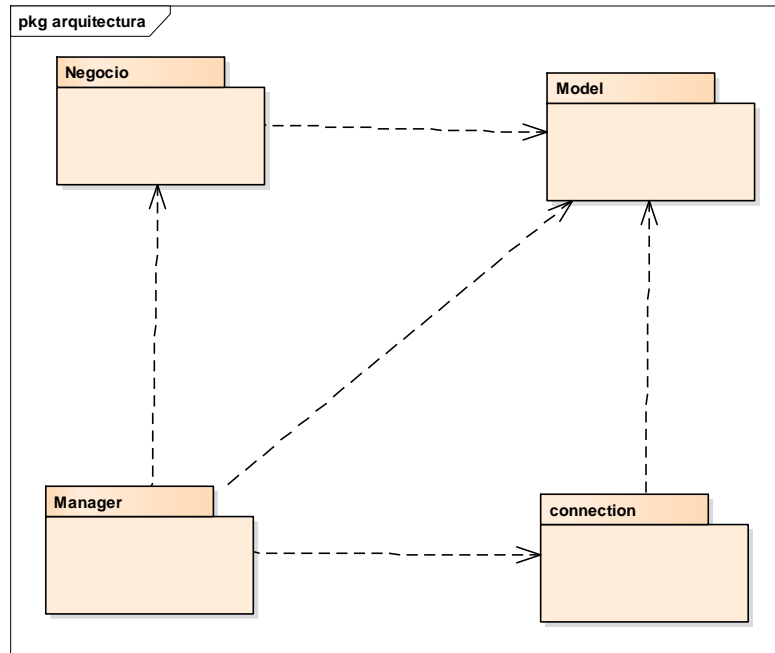 pkg arquitectura
Negocio
Model
Manager
connection